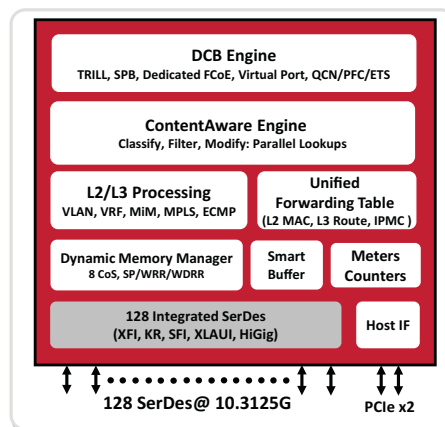 DCB Engine
TRILL, SPB, Dedicated FCoE, Virtual Port, QCN/PFC/ETS
ContentAware Engine
Classify, Filter, Modify: Parallel Lookups
L2/L3 Processing
VLAN, VRF, MiM, MPLS, ECMP
Unified
Forwarding Table
(L2 MAC, L3 Route, IPMC )
Dynamic Memory Manager
8 CoS, SP/WRR/WDRR
Smart
Buffer
Meters
Counters
128 Integrated SerDes
(XFI, KR, SFI, XLAUI, HiGig)
Host IF
128 SerDes@ 10.3125G
PCIe x2